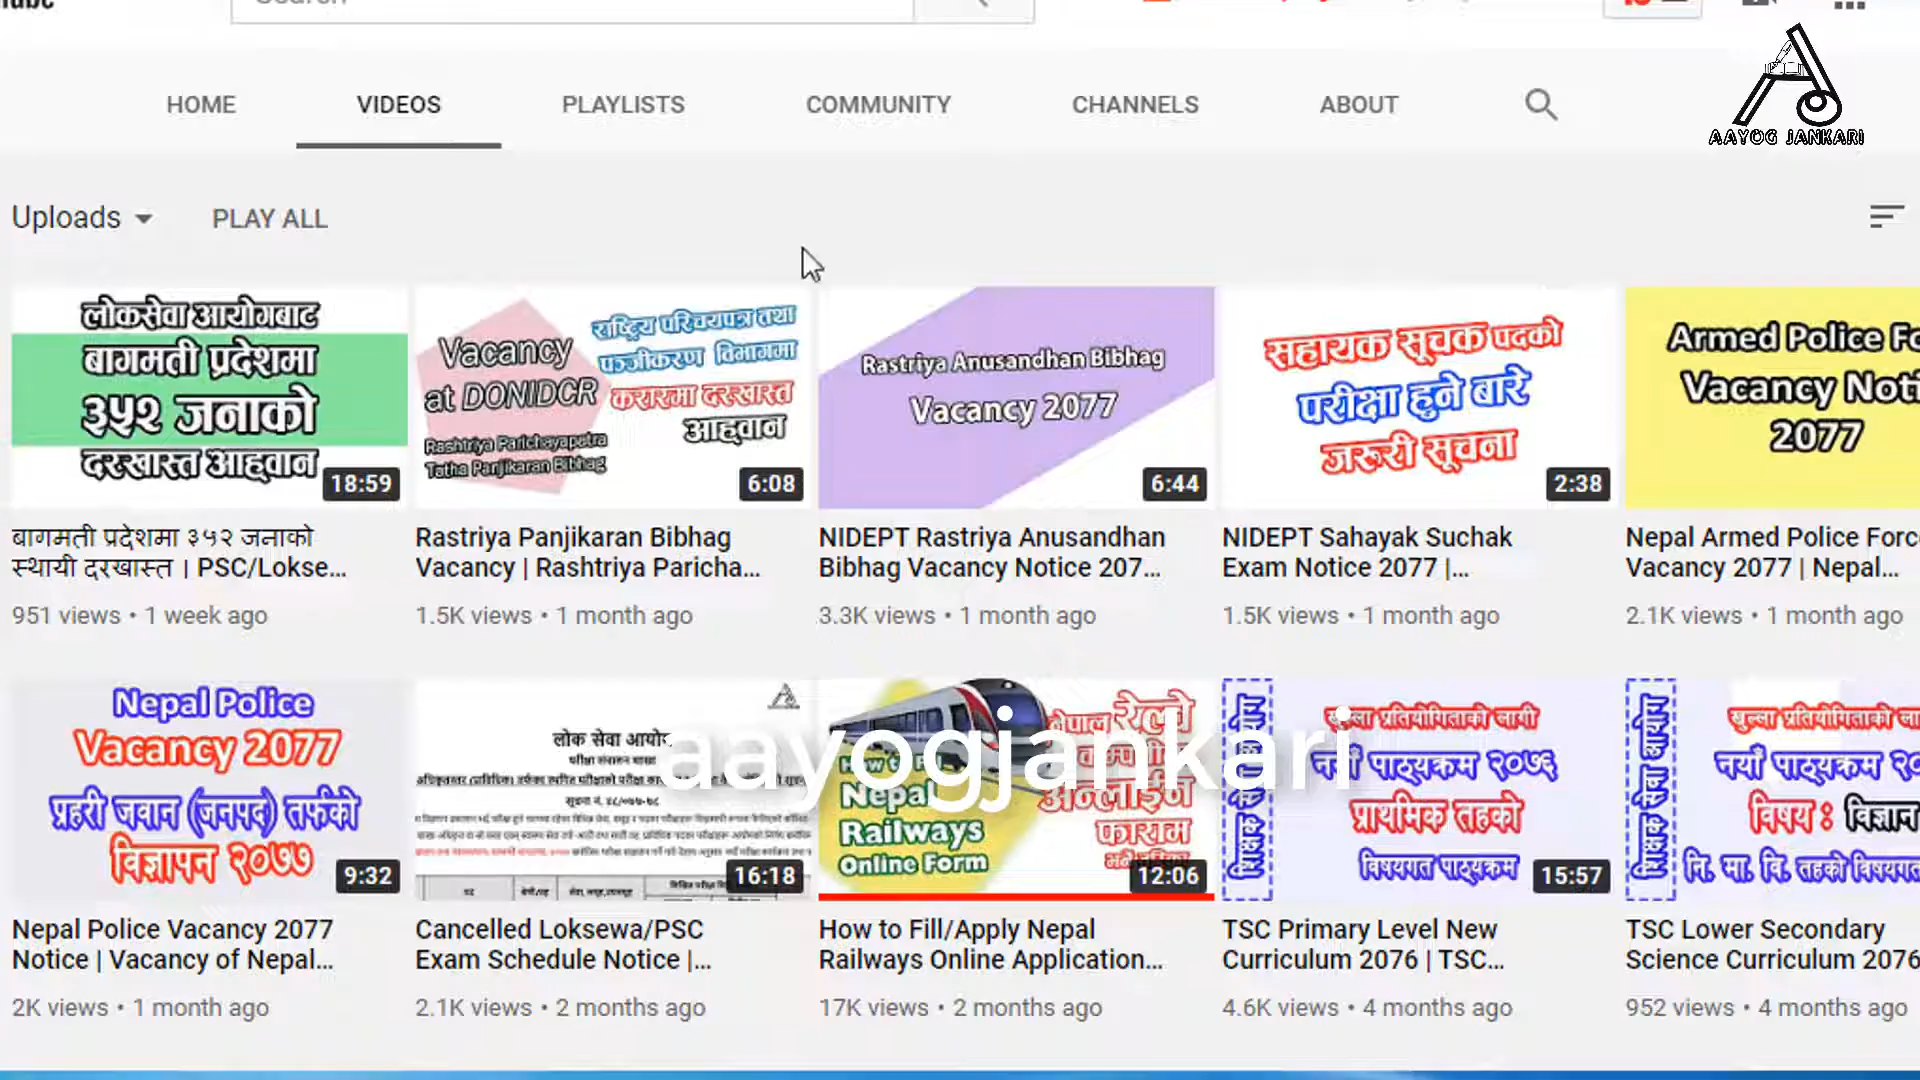 HOME VIDEOS PLAYLISTS COMMUNITY CHANNELS ABOUT
AAYOG JANKARI
Uploads PLAY ALL
लोकसेवा आयोगबाट
बागमती प्रदेशमा
३५२ जनाको
दरखास्त आह्वान
18:59
Vacancy
at DONIDCR
Rashtriya Parichayapatra
Tatha Panjikaran Bibhag
राष्ट्रिय परिचयपत्र तथा
पञ्जीकरण विभागमा
करारमा दरखास्त
आह्वान
6:08
Rastriya Anusandhan Bibhag
Vacancy 2077
6:44
सहायक सूचक पदको
परीक्षा हुने बारे
जरूरी सूचना
2:38
Armed Police
Vacancy
2077
बागमती प्रदेशमा ३५२ जनाको
स्थायी दरखास्त | PSC/Lokse...
951 views • 1 week ago
Rastriya Panjikaran Bibhag
Vacancy | Rashtriya Paricha...
1.5K views • 1 month ago
NIDEPT Rastriya Anusandhan
Bibhag Vacancy Notice 207...
3.3K views • 1 month ago
NIDEPT Sahayak Suchak
Exam Notice 2077 |...
1.5K views • 1 month ago
Nepal Armed Police Forc
Vacancy 2077 | Nepal...
2.1K views • 1 month ago
Nepal Police
Vacancy 2077
प्रहरी जवान (जनपद) तर्फको
विज्ञापन २०७७
9:32
लोक सेवा आयोग
16:18
aayogjankari
नेपाल रेल्वे
Nepal
Railways
Online Form
अनलाइन
फाराम
12:06
शिक्षक सेवा आयोग
खुल्ला प्रतियोगिताको लागी
नयाँ पाठ्यक्रम २०७६
प्राथमिक तहको
विषयगत पाठ्यक्रम
15:57
शिक्षक सेवा आयोग
खुल्ला प्रतियोगिताको
नयाँ पाठ्यक्रम
विषय : विज्ञान
नि. मा. वि. तहको
Nepal Police Vacancy 2077
Notice | Vacancy of Nepal...
2K views • 1 month ago
Cancelled Loksewa/PSC
Exam Schedule Notice |...
2.1K views • 2 months ago
How to Fill/Apply Nepal
Railways Online Application...
17K views • 2 months ago
TSC Primary Level New
Curriculum 2076 | TSC...
4.6K views • 4 months ago
TSC Lower Secondary
Science Curriculum 2076
952 views • 4 months ago